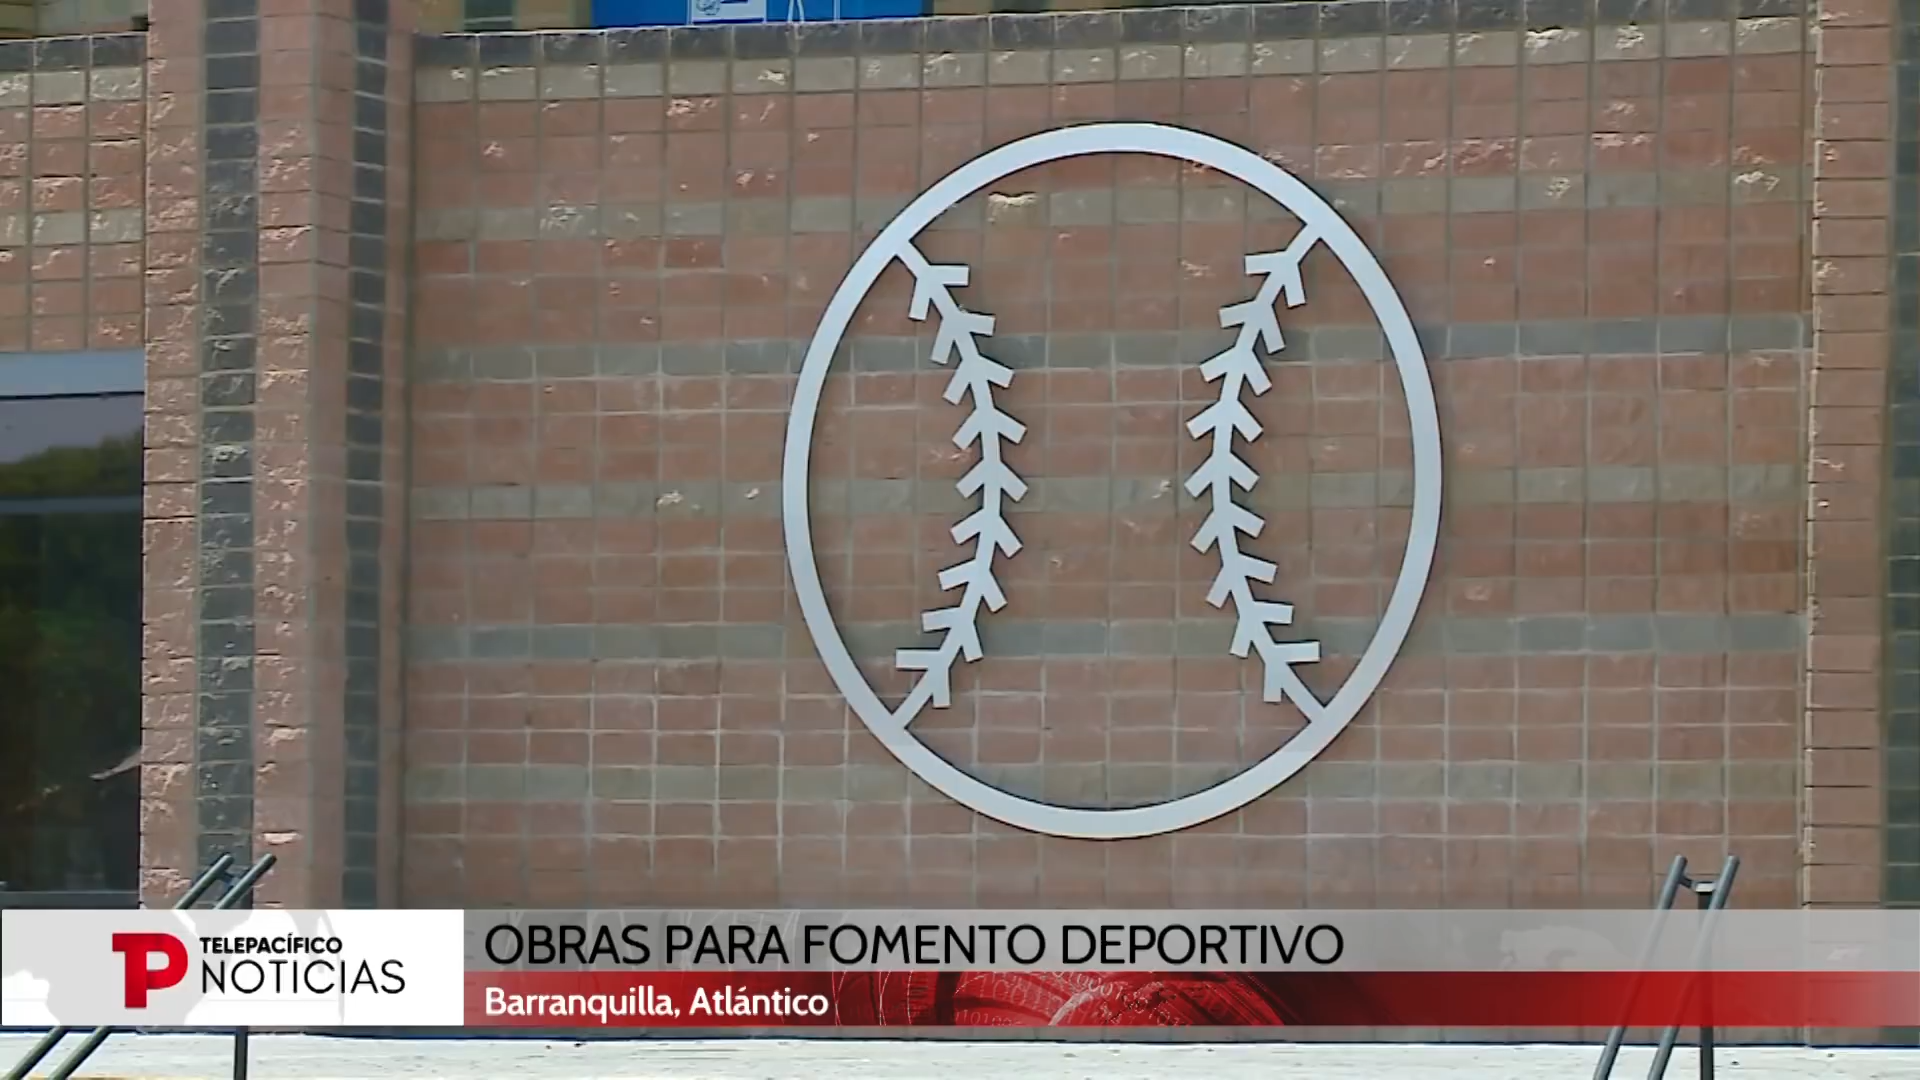 TELEPACÍFICO
NOTICIAS
OBRAS PARA FOMENTO DEPORTIVO
Barranquilla, Atlántico